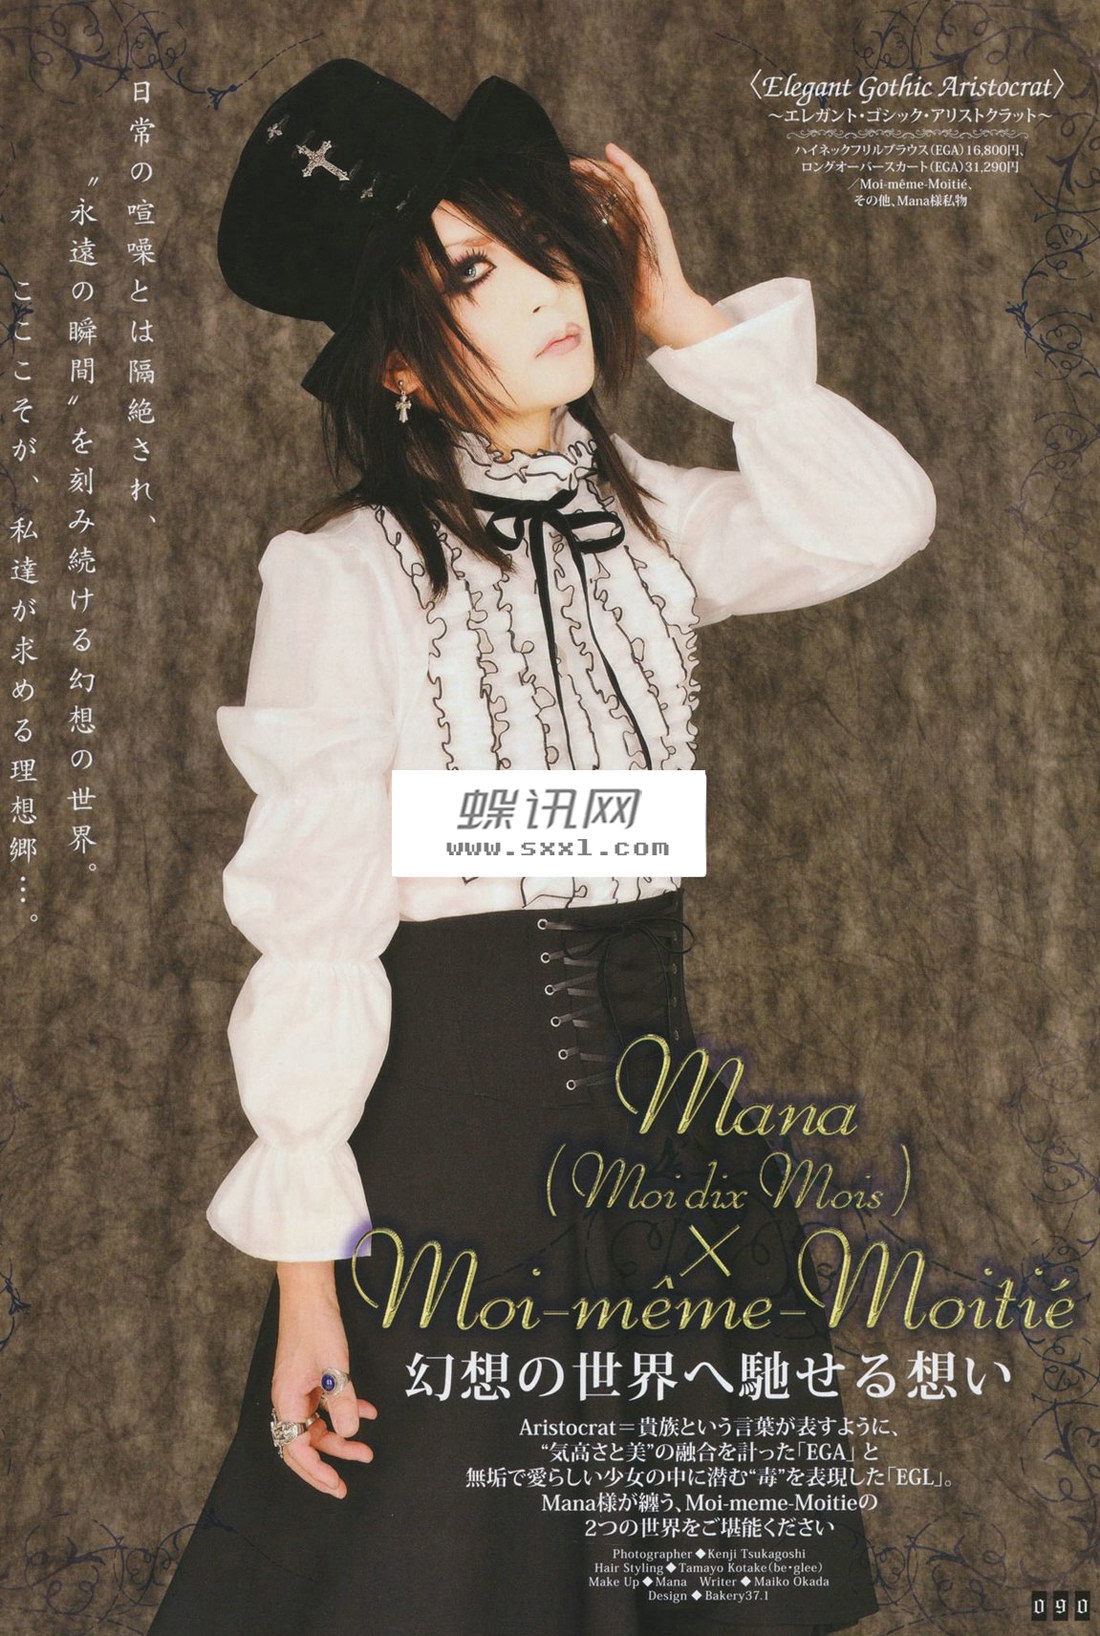 〈Elegant Gothic Aristocrat〉
〜エレガント・ゴシック・アリストクラット〜
ハイネックフリルブラウス（EGA）16,800円、
ロングオーバースカート（EGA）31,290円
／Moi-même-Moitié、
その他、Mana様私物
日常の喧噪とは隔絶され、
〝永遠の瞬間〟を刻み続ける幻想の世界。
ここここそが、私達が求める理想郷…。
蝶讯网
www.sxxl.com
Mana
(Moi dix Mois)
×
Moi-même-Moitié
幻想の世界へ馳せる想い
Aristocrat＝貴族という言葉が表すように、
“気高さと美”の融合を計った「EGA」と
無垢で愛らしい少女の中に潜む“毒”を表現した「EGL」。
Mana様が纏う、Moi-meme-Moitieの
2つの世界をご堪能ください
Photographer◆Kenji Tsukagoshi
Hair Styling◆Tamayo Kotake(be・glee)
Make Up◆Mana Writer◆Maiko Okada
Design ◆Bakery37.1
090